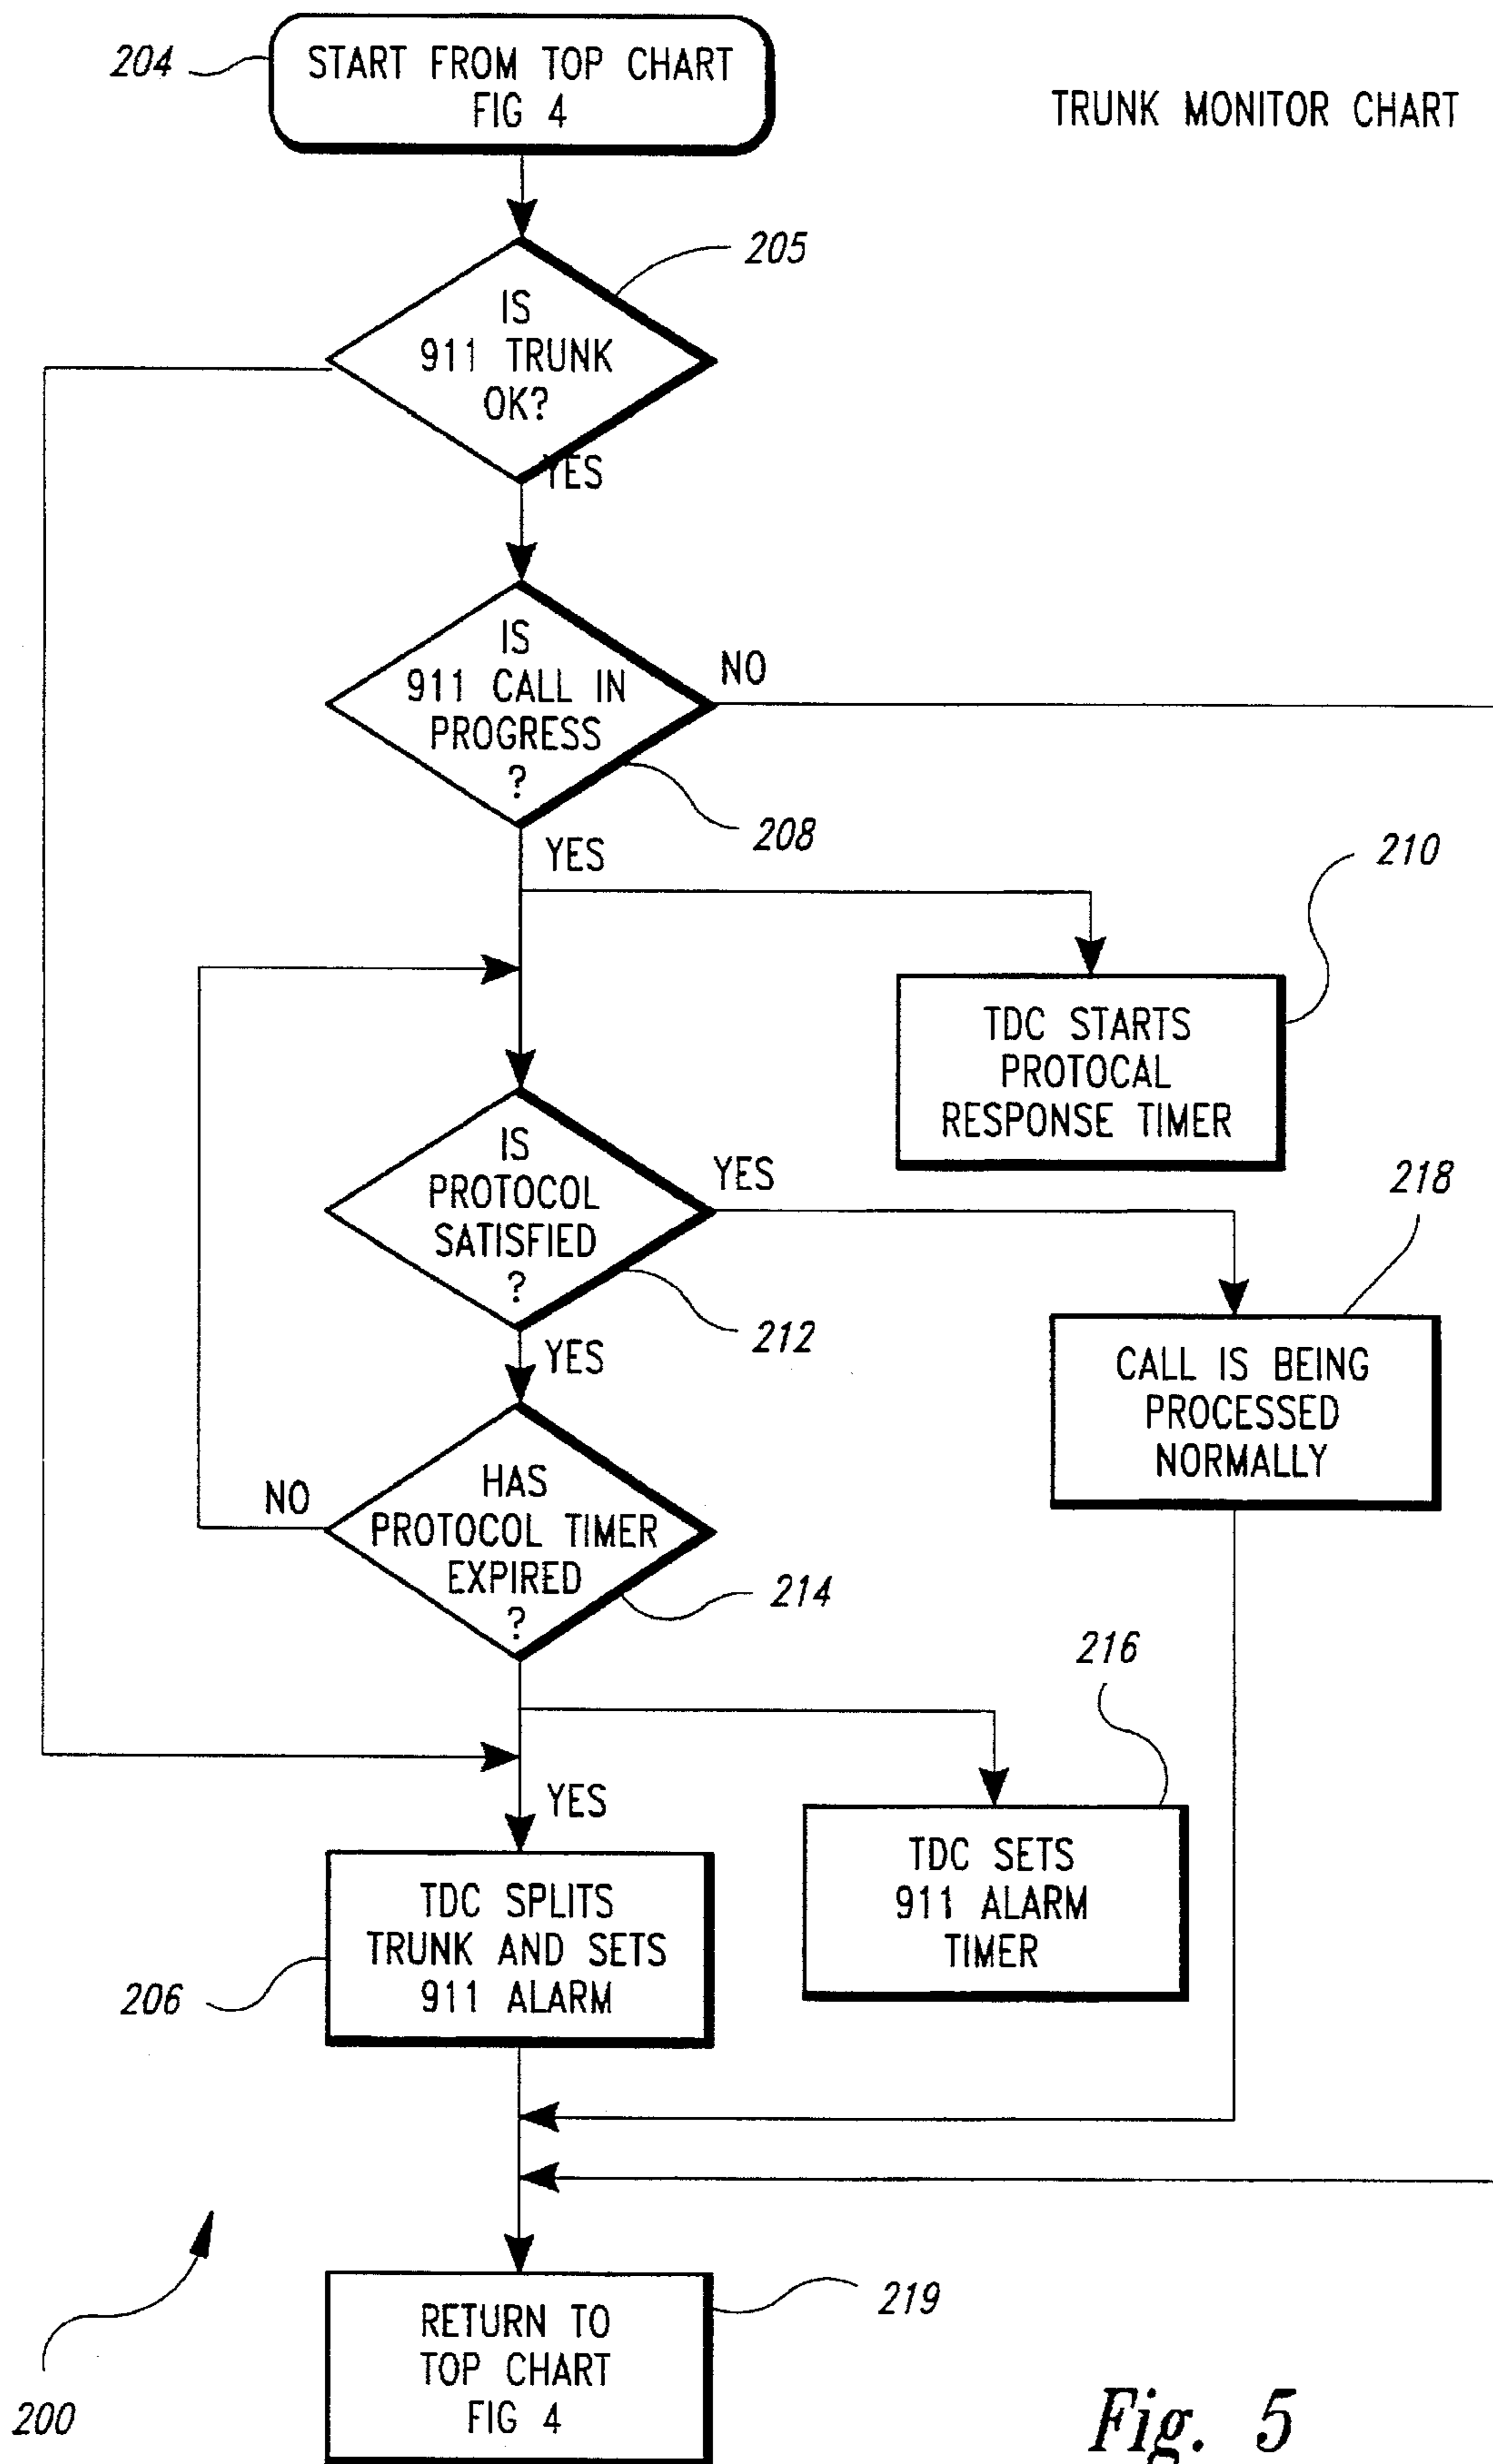 204
START FROM TOP CHART
FIG 4
TRUNK MONITOR CHART
205
IS
911 TRUNK
OK?
YES
IS
911 CALL IN
PROGRESS
?
NO
208
YES
210
TDC STARTS
PROTOCAL
RESPONSE TIMER
IS
PROTOCOL
SATISFIED
?
YES
212
218
YES
CALL IS BEING
PROCESSED
NORMALLY
HAS
PROTOCOL TIMER
EXPIRED
?
NO
214
216
YES
TDC SETS
911 ALARM
TIMER
TDC SPLITS
TRUNK AND SETS
911 ALARM
206
219
RETURN TO
TOP CHART
FIG 4
200
Fig. 5